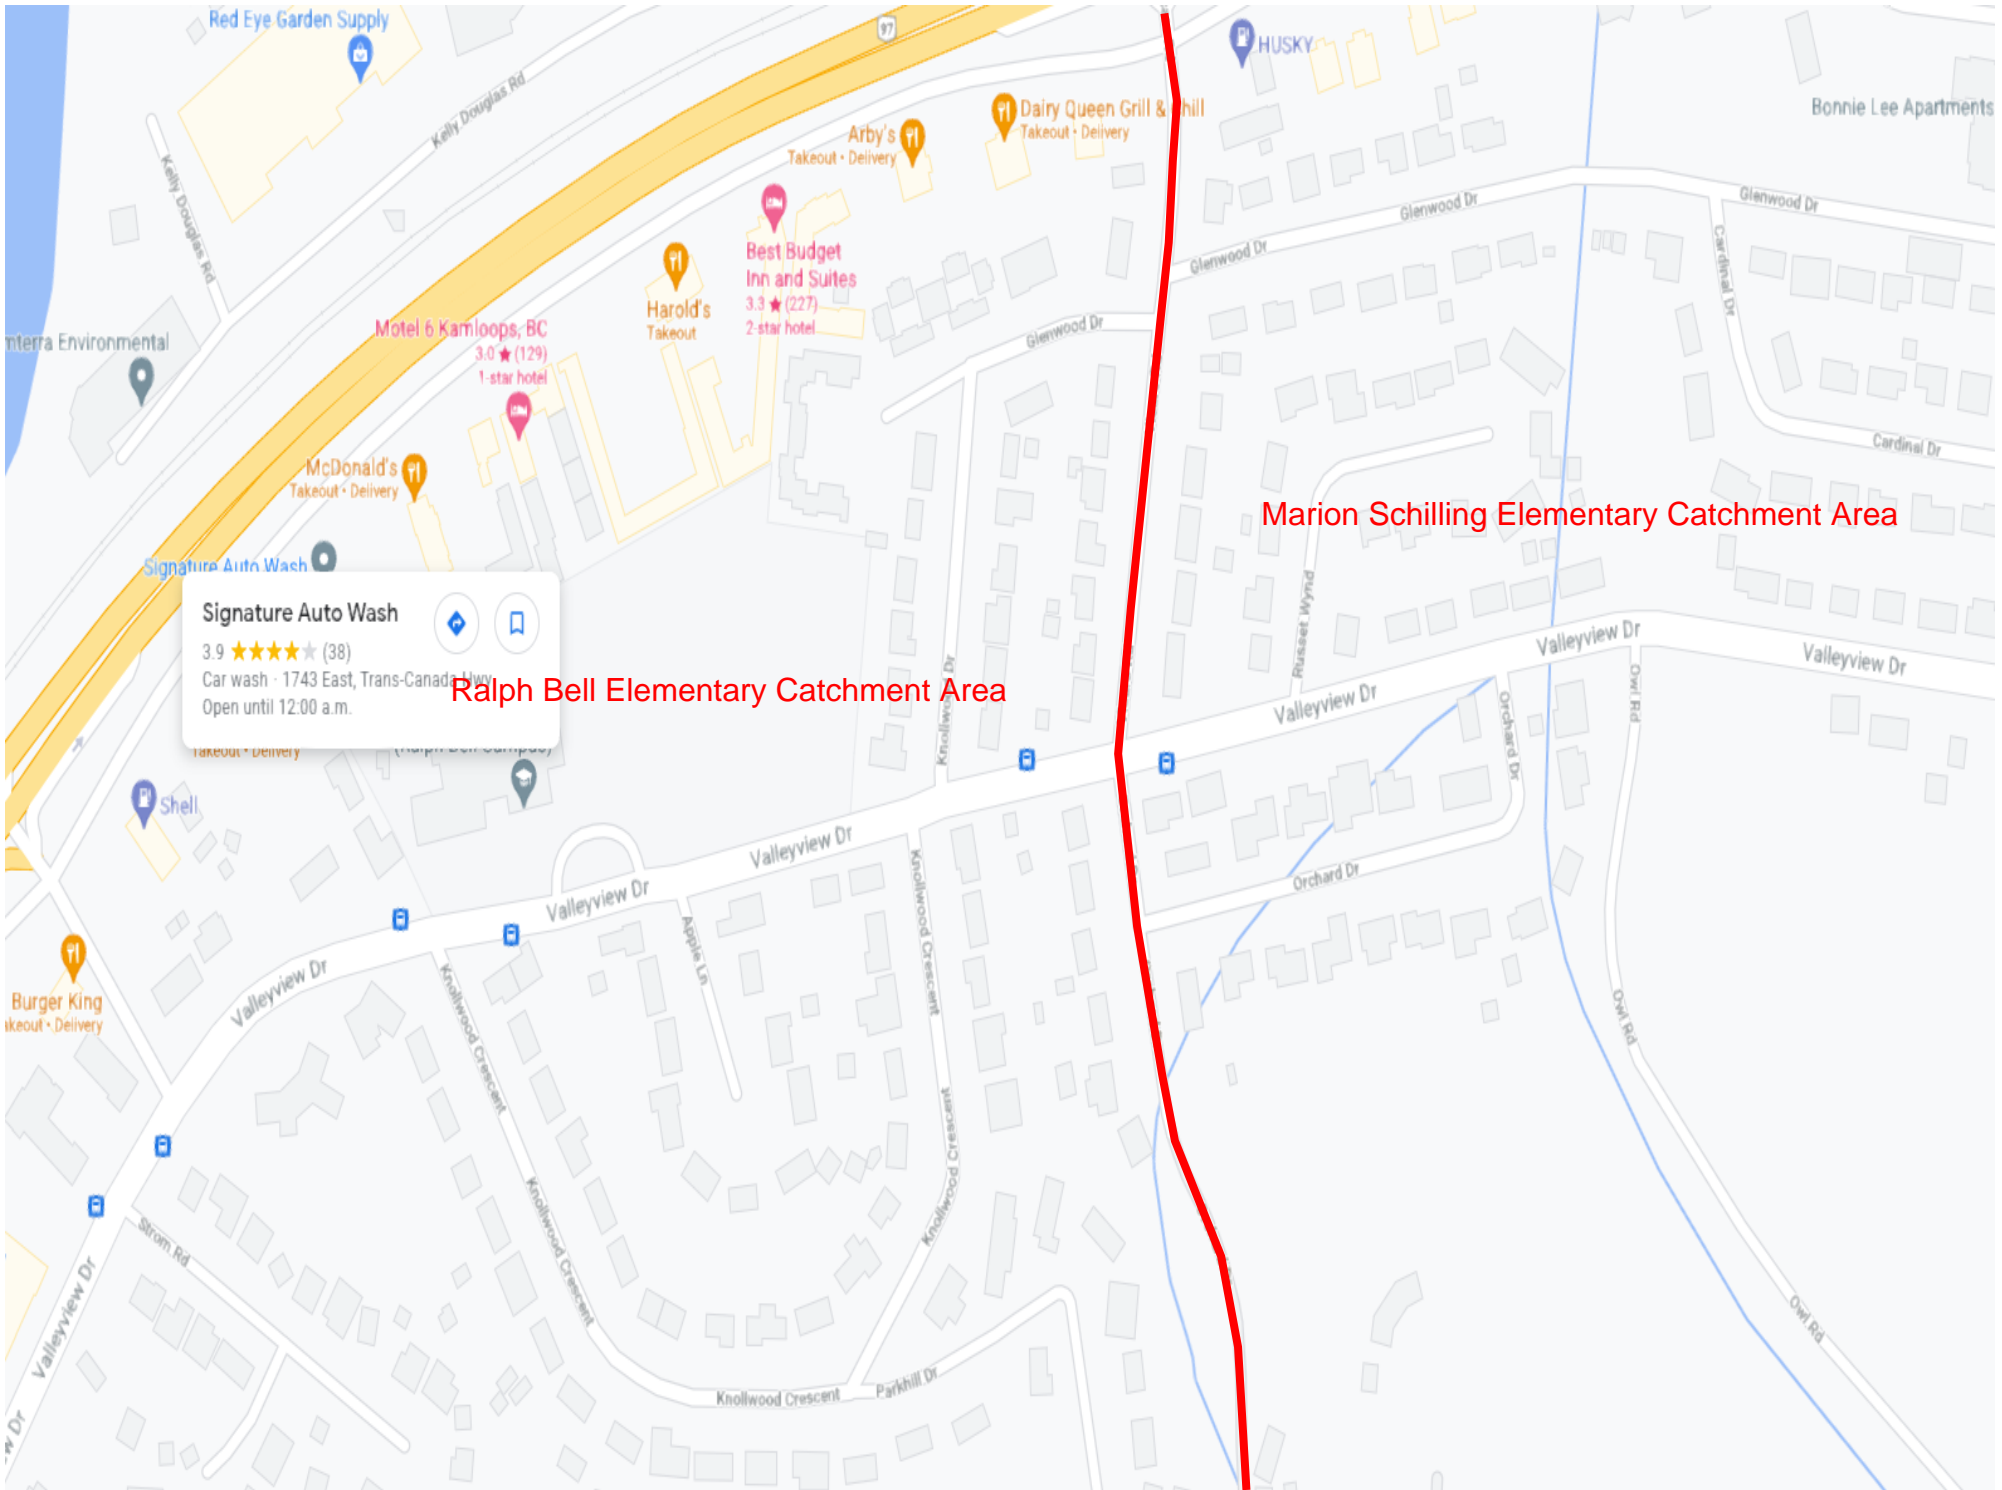 Red Eye Garden Supply
97
HUSKY
Kelly Douglas Rd
Dairy Queen Grill & Chill
Takeout • Delivery
Bonnie Lee Apartments
Arby's
Takeout • Delivery
Kelly Douglas Rd
Glenwood Dr
Glenwood Dr
Glenwood Dr
Cardinal Dr
Best Budget
Inn and Suites
3.3 ★ (227)
2-star hotel
Harold's
Takeout
Motel 6 Kamloops, BC
3.0 ★ (129)
1-star hotel
Glenwood Dr
nterra Environmental
Cardinal Dr
McDonald's
Takeout • Delivery
Marion Schilling Elementary Catchment Area
Signature Auto Wash
Signature Auto Wash
3.9 ★★★★★ (38)
Car wash · 1743 East, Trans-Canada Hwy
Open until 12:00 a.m.
Ralph Bell Elementary Catchment Area
Russet Wynd
Valleyview Dr
Valleyview Dr
Valleyview Dr
Knollwood Dr
Owl Rd
Orchard Dr
Takeout • Delivery
(Ralph Bell Campus)
Shell
Valleyview Dr
Orchard Dr
Valleyview Dr
Knollwood Crescent
Apple Ln
Valleyview Dr
Burger King
akeout • Delivery
Knollwood Crescent
Owl Rd
Knollwood Crescent
Strom Rd
Knollwood Crescent
Valleyview Dr
Owl Rd
Knollwood Crescent
Parkhill Dr
w Dr